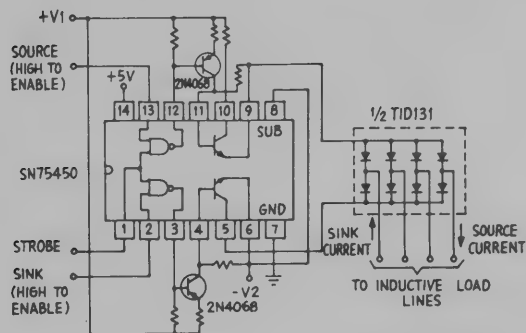 +V1
SOURCE
(HIGH TO
ENABLE)
+5V
2N4068
14 13 12 11 10 9 8
SUB
1/2 TID131
SN75450
GND
1 2 3 4 5 6 7
STROBE
SINK
(HIGH TO
ENABLE)
-V2
2N4068
SINK
CURRENT
SOURCE
CURRENT
TO INDUCTIVE LOAD
LINES